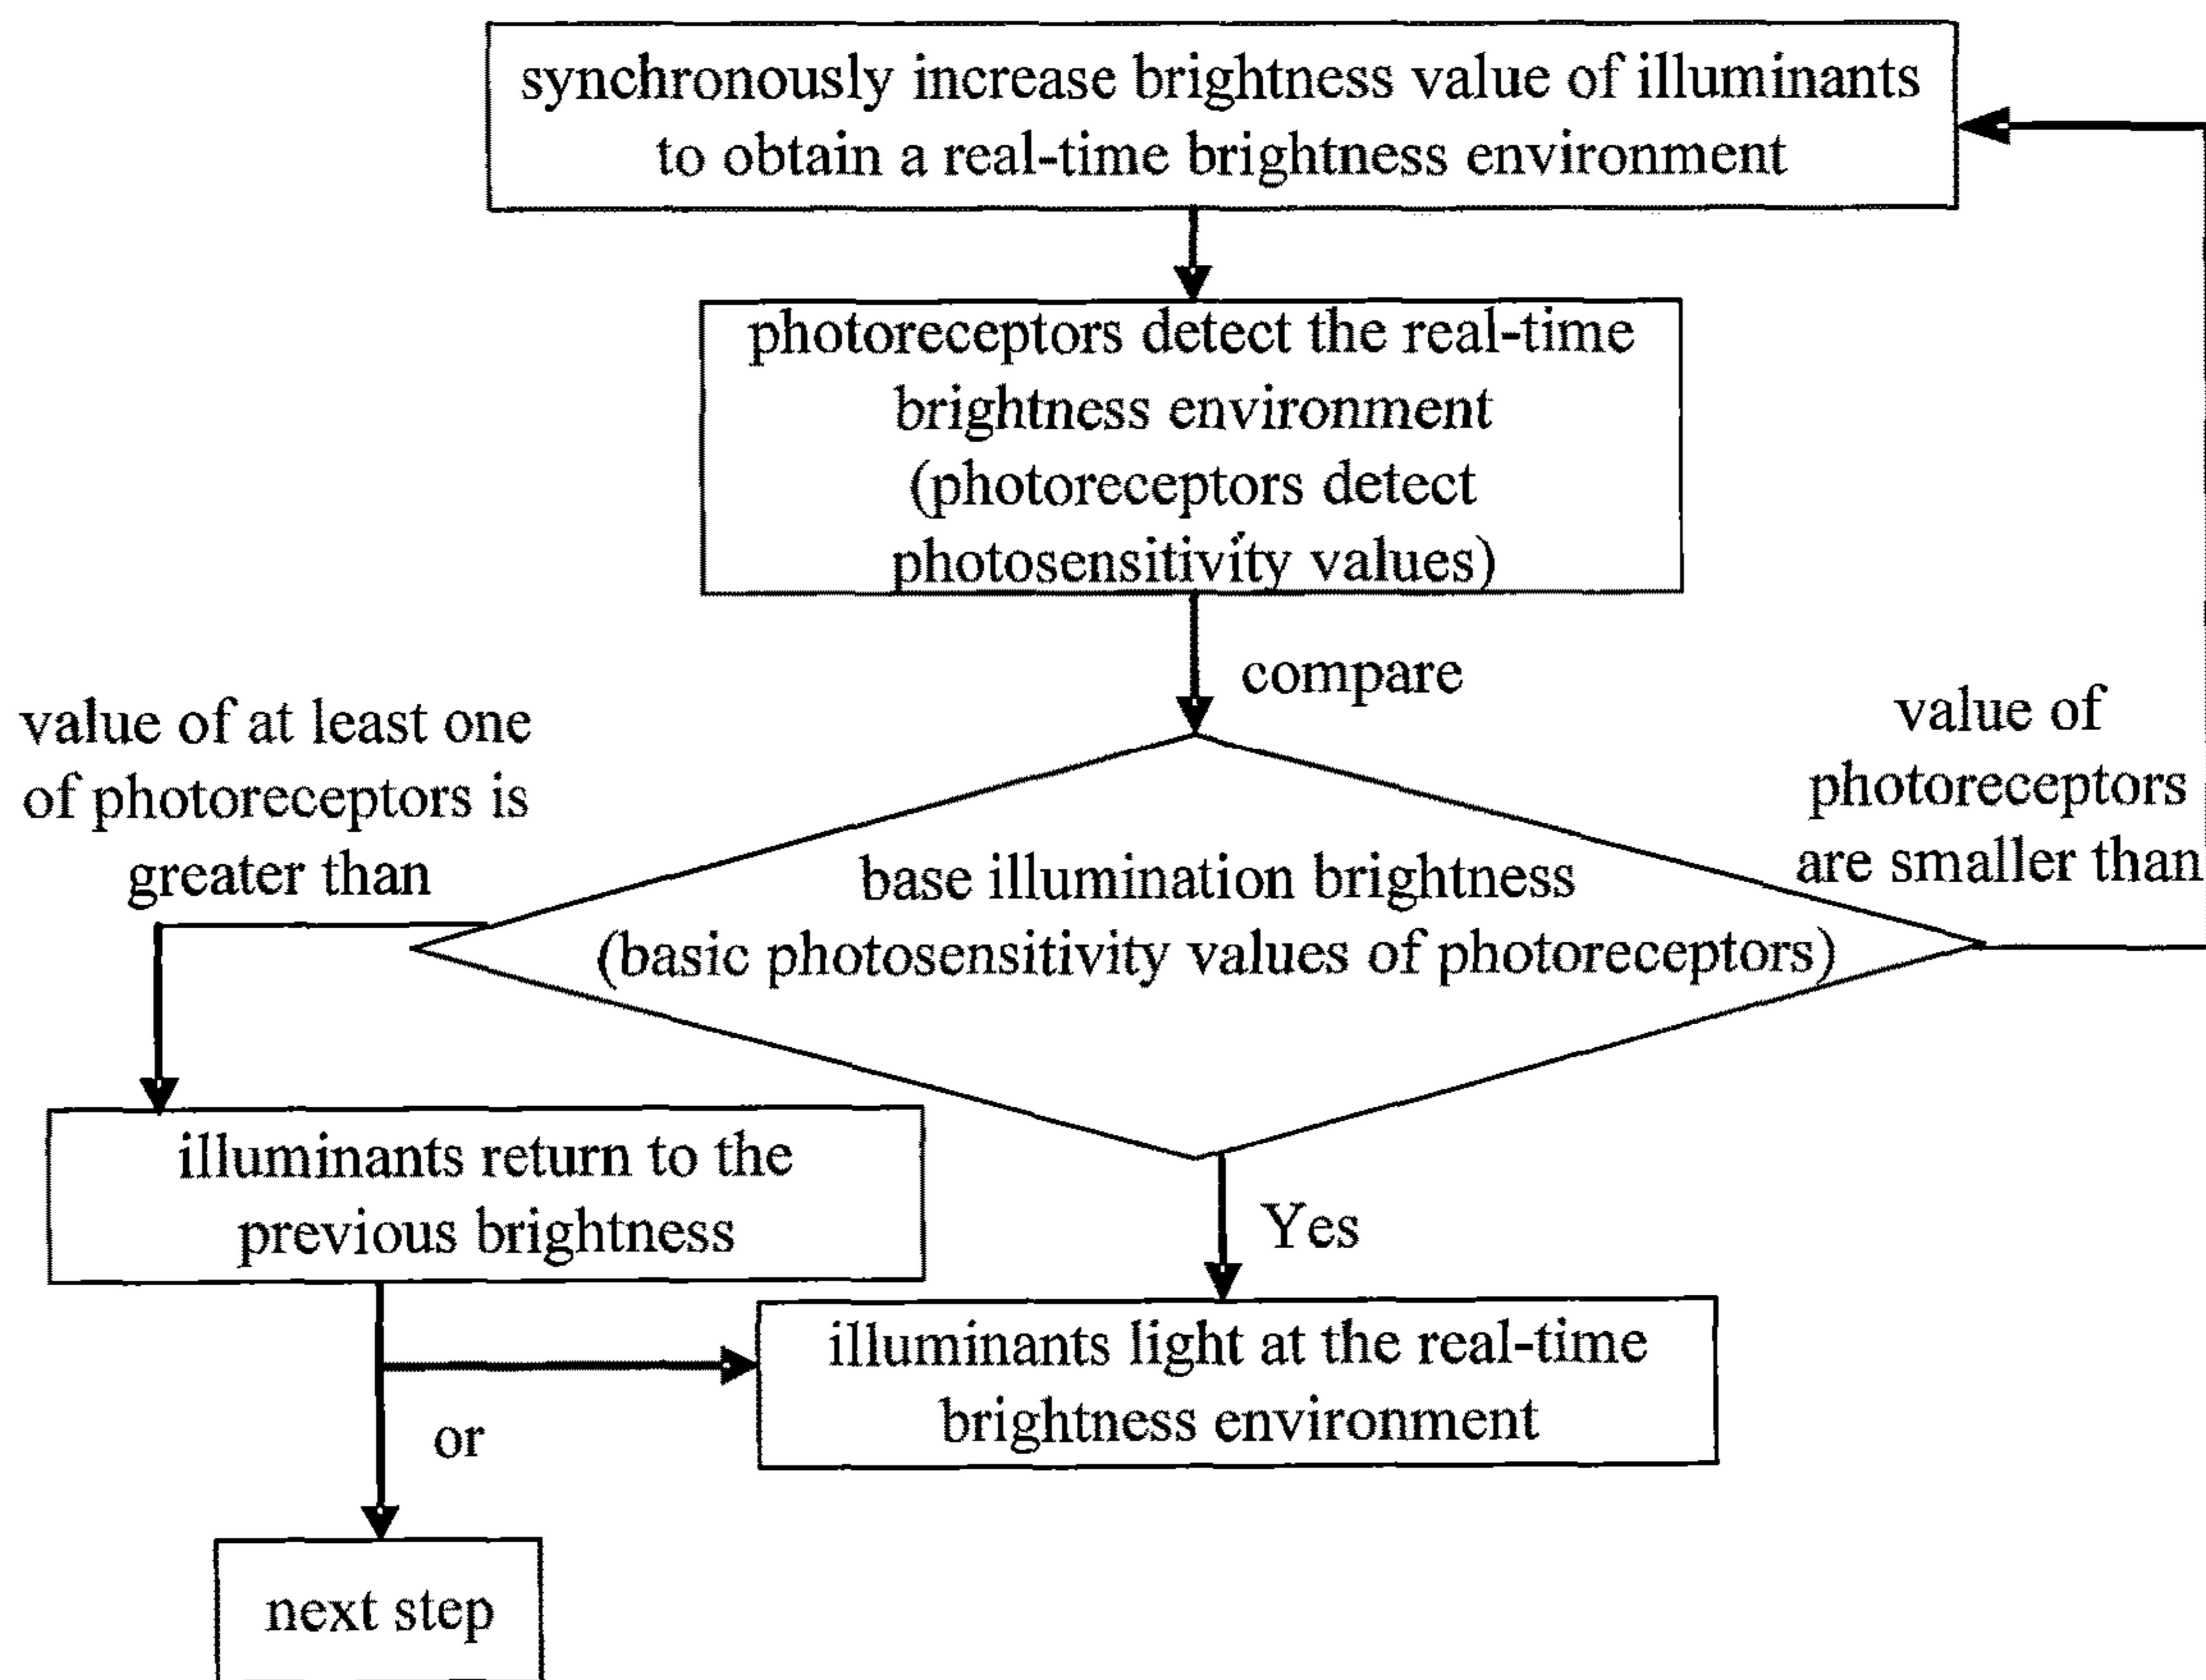 synchronously increase brightness value of illuminants
to obtain a real-time brightness environment
photoreceptors detect the real-time
brightness environment
(photoreceptors detect
photosensitivity values)
compare
value of at least one
of photoreceptors is
greater than
value of
photoreceptors
are smaller than
base illumination brightness
(basic photosensitivity values of photoreceptors)
illuminants return to the
previous brightness
Yes
illuminants light at the real-time
brightness environment
or
next step